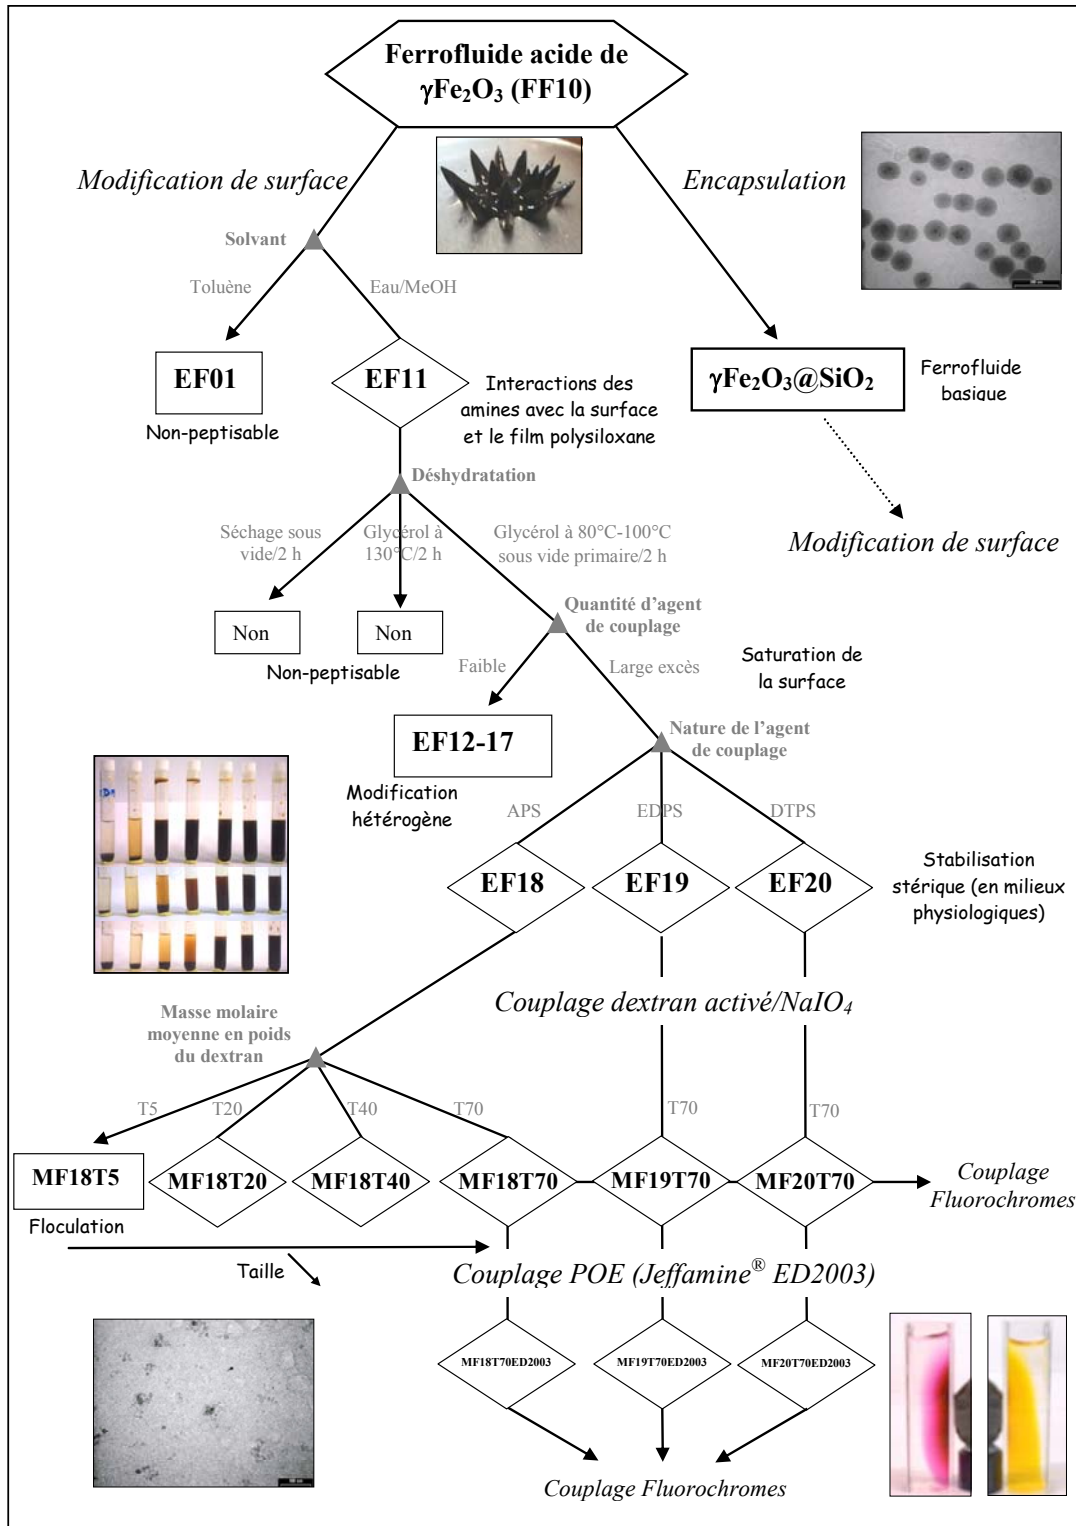 Ferrofluide acide de
γFe₂O₃ (FF10)
Modification de surface
Encapsulation
Solvant
Toluène
Eau/MeOH
EF01
EF11
γFe₂O₃@SiO₂
Ferrofluide
basique
Non-peptisable
Interactions des
amines avec la surface
et le film polysiloxane
Déshydratation
Séchage sous
vide/2 h
Glycérol à
130°C/2 h
Glycérol à 80°C-100°C
sous vide primaire/2 h
Modification de surface
Non
Non
Non-peptisable
Quantité d'agent
de couplage
Faible
Large excès
Saturation de
la surface
EF12-17
Modification
hétérogène
Nature de l'agent
de couplage
APS
EDPS
DTPS
EF18
EF19
EF20
Stabilisation
stérique (en milieux
physiologiques)
Couplage dextran activé/NaIO₄
Masse molaire
moyenne en poids
du dextran
T5
T20
T40
T70
T70
T70
MF18T5
MF18T20
MF18T40
MF18T70
MF19T70
MF20T70
Couplage
Fluorochromes
Floculation
Taille
Couplage POE (Jeffamine® ED2003)
MF18T70ED2003
MF19T70ED2003
MF20T70ED2003
Couplage Fluorochromes